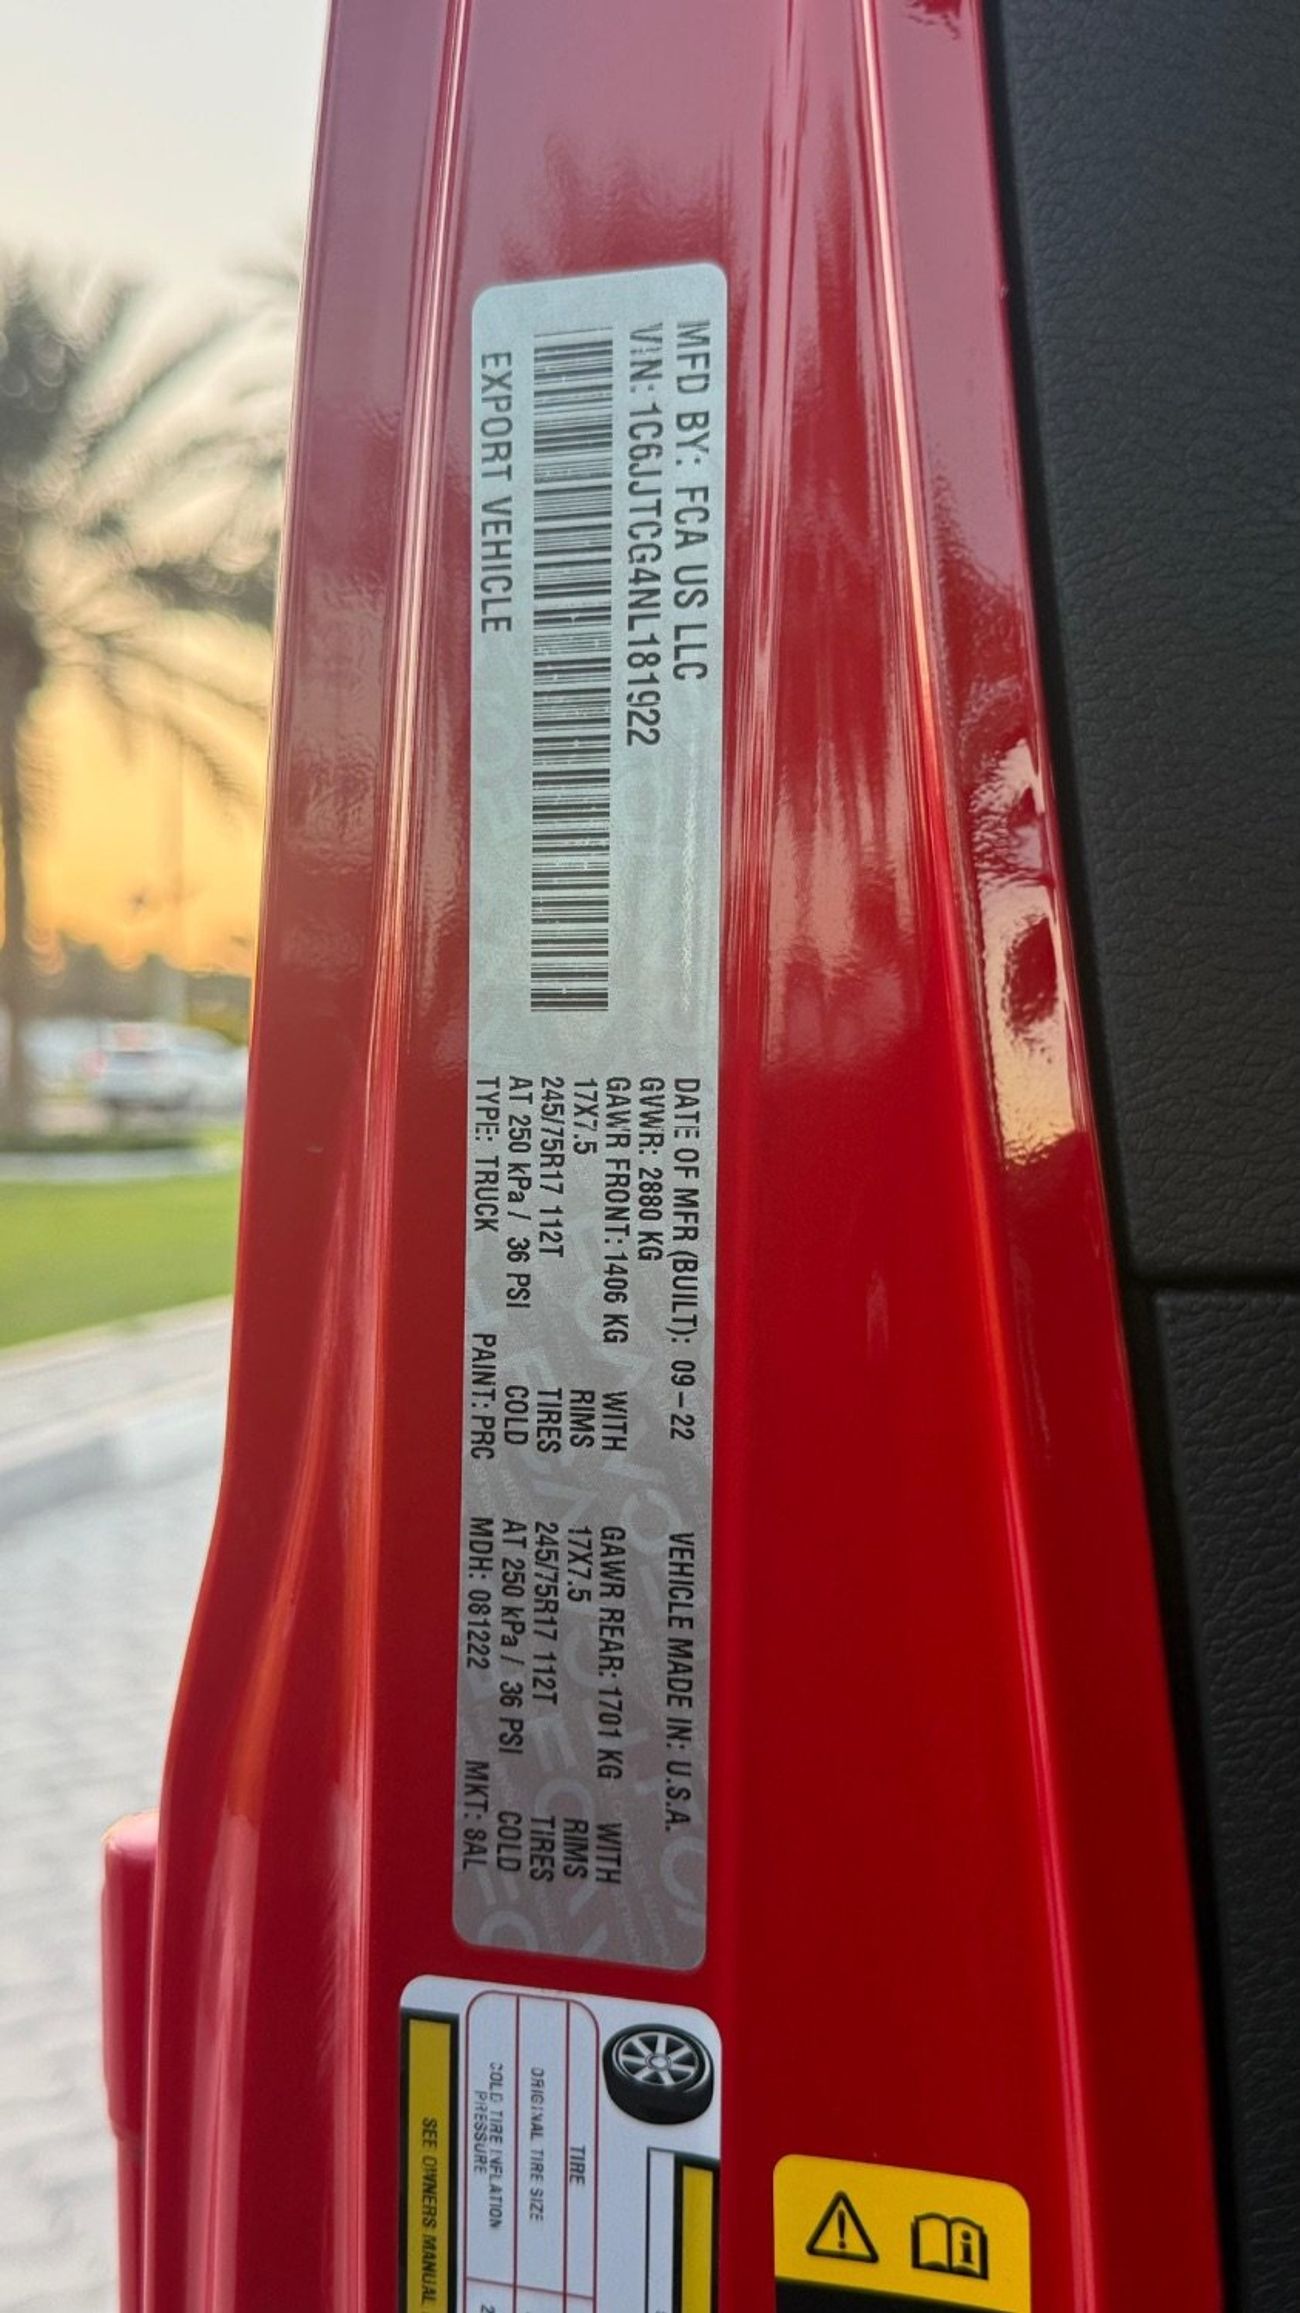 MFD BY: FCA US LLC
VIN: 1C6JJTCG4NL181922
EXPORT VEHICLE
DATE OF MFR (BUILT): 09-22 VEHICLE MADE IN: U.S.A.
GVWR: 2880 KG
GAWR FRONT: 1406 KG WITH GAWR REAR: 1701 KG WITH
17X7.5 RIMS 17X7.5 RIMS
245/75R17 112T TIRES 245/75R17 112T TIRES
AT 250 kPa / 36 PSI COLD AT 250 kPa / 36 PSI COLD
TYPE: TRUCK PAINT: PRC MDH: 081222 MKT: 8AL
TIRE
ORIGINAL TIRE SIZE
COLD TIRE INFLATION
PRESSURE
SEE OWNERS MANUAL